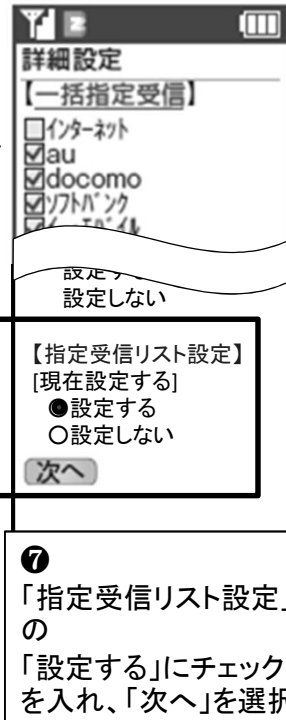 詳細設定
【一括指定受信】
インターネット
au
docomo
ソフトバンク
設定しない
【指定受信リスト設定】
[現在設定する]
設定する
設定しない
次へ
❼
「指定受信リスト設定」
の
「設定する」にチェック
を入れ、「次へ」を選択